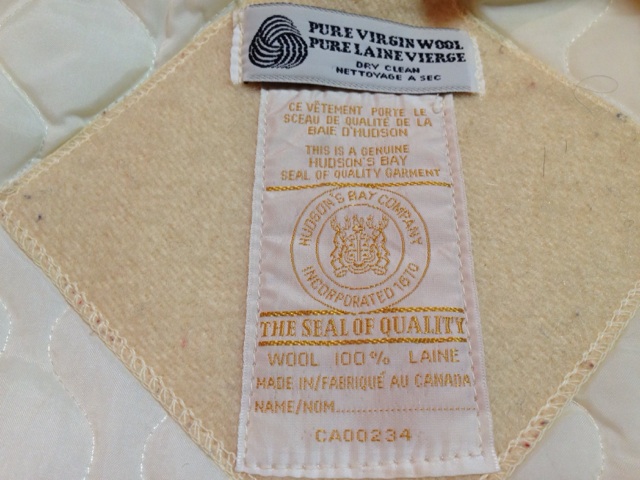 PURE VIRGIN WOOL
PURE LAINE VIERGE
DRY CLEAN
NETTOYAGE A SEC
CE VÊTEMENT PORTE LE
SCEAU DE QUALITÉ DE LA
BAIE D'HUDSON
THIS IS A GENUINE
HUDSON'S BAY
SEAL OF QUALITY GARMENT
HUDSON'S BAY COMPANY
INCORPORATED 1670
THE SEAL OF QUALITY
WOOL 100% LAINE
MADE IN/FABRIQUÉ AU CANADA
NAME/NOM
CA00234